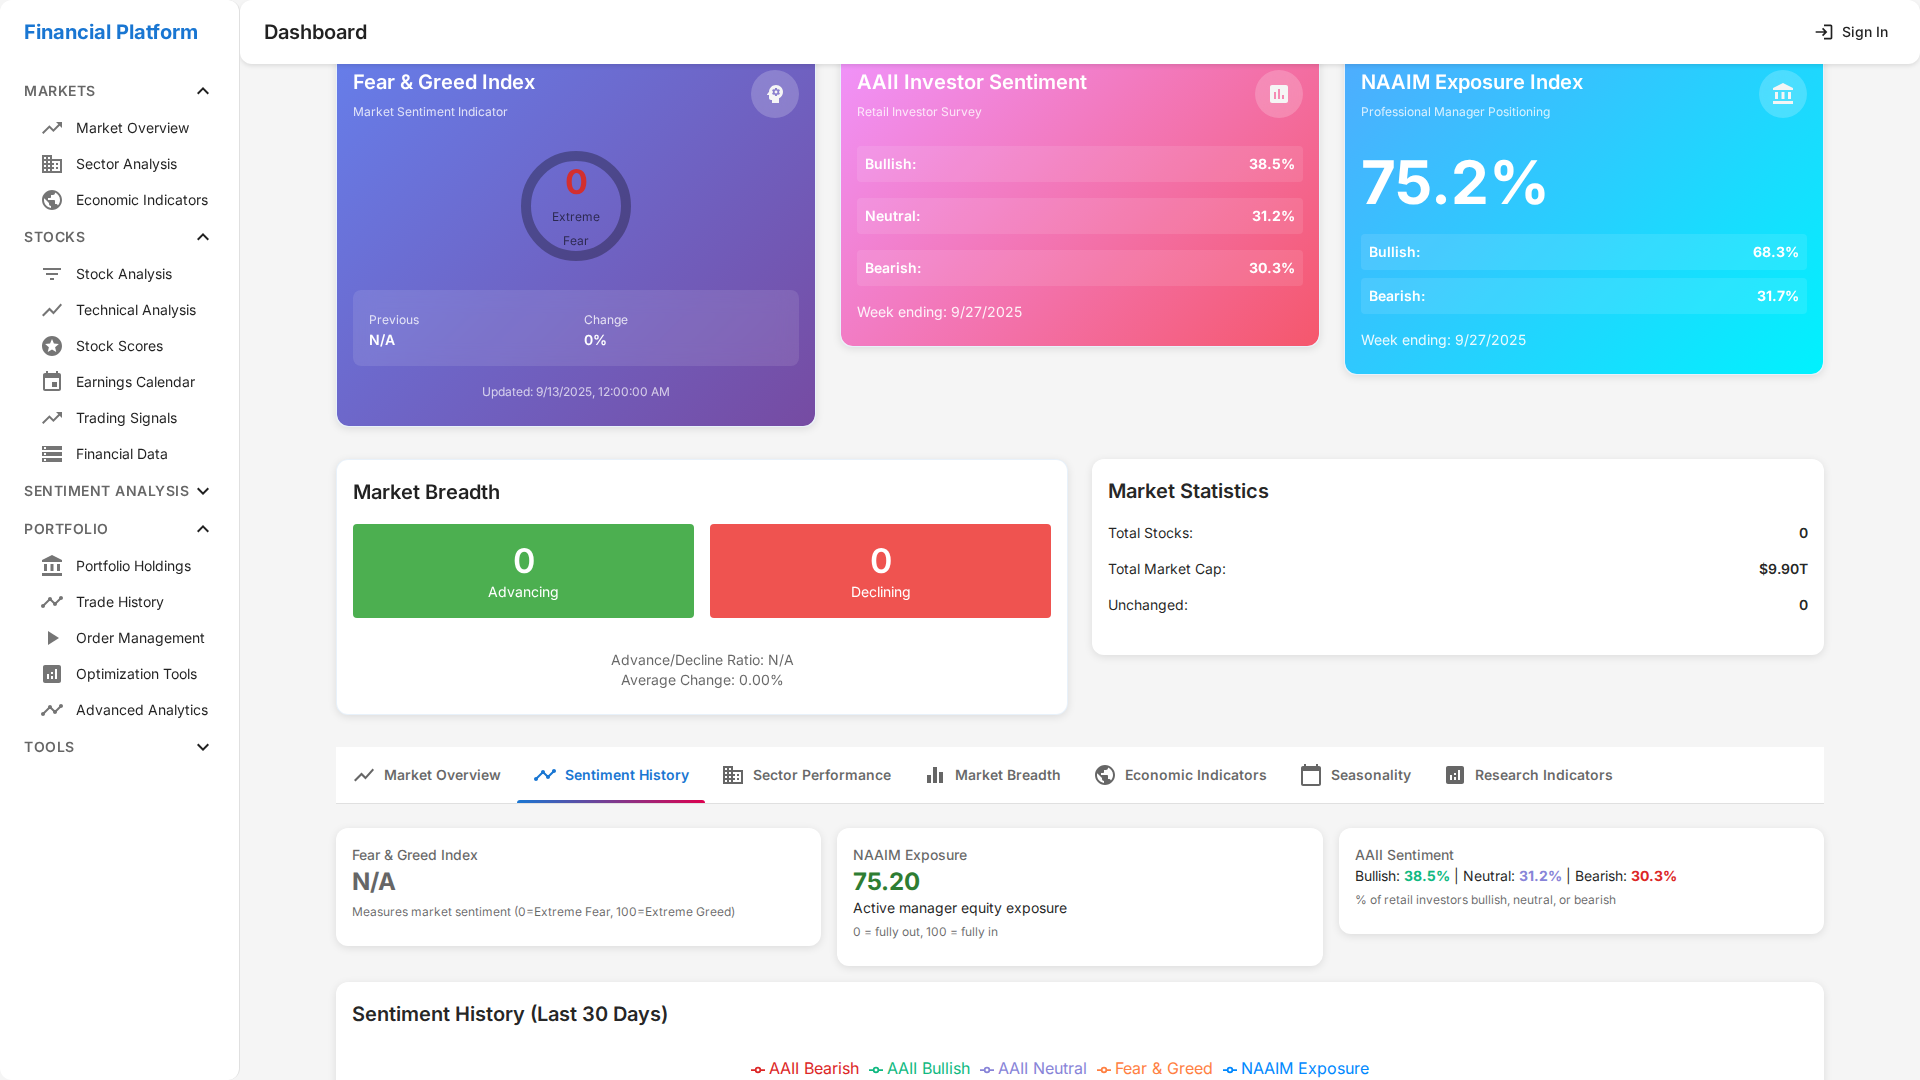 Financial Platform
Dashboard
Sign In
MARKETS
Market Overview
Sector Analysis
Economic Indicators
STOCKS
Stock Analysis
Technical Analysis
Stock Scores
Earnings Calendar
Trading Signals
Financial Data
SENTIMENT ANALYSIS
PORTFOLIO
Portfolio Holdings
Trade History
Order Management
Optimization Tools
Advanced Analytics
TOOLS
Fear & Greed Index
Market Sentiment Indicator
0
Extreme
Fear
Previous
N/A
Change
0%
Updated: 9/13/2025, 12:00:00 AM
AAII Investor Sentiment
Retail Investor Survey
Bullish: 38.5%
Neutral: 31.2%
Bearish: 30.3%
Week ending: 9/27/2025
NAAIM Exposure Index
Professional Manager Positioning
75.2%
Bullish: 68.3%
Bearish: 31.7%
Week ending: 9/27/2025
Market Breadth
0
Advancing
0
Declining
Advance/Decline Ratio: N/A
Average Change: 0.00%
Market Statistics
Total Stocks: 0
Total Market Cap: $9.90T
Unchanged: 0
Market Overview
Sentiment History
Sector Performance
Market Breadth
Economic Indicators
Seasonality
Research Indicators
Fear & Greed Index
N/A
Measures market sentiment (0=Extreme Fear, 100=Extreme Greed)
NAAIM Exposure
75.20
Active manager equity exposure
0 = fully out, 100 = fully in
AAII Sentiment
Bullish: 38.5% | Neutral: 31.2% | Bearish: 30.3%
% of retail investors bullish, neutral, or bearish
Sentiment History (Last 30 Days)
AAII Bearish AAII Bullish AAII Neutral Fear & Greed NAAIM Exposure